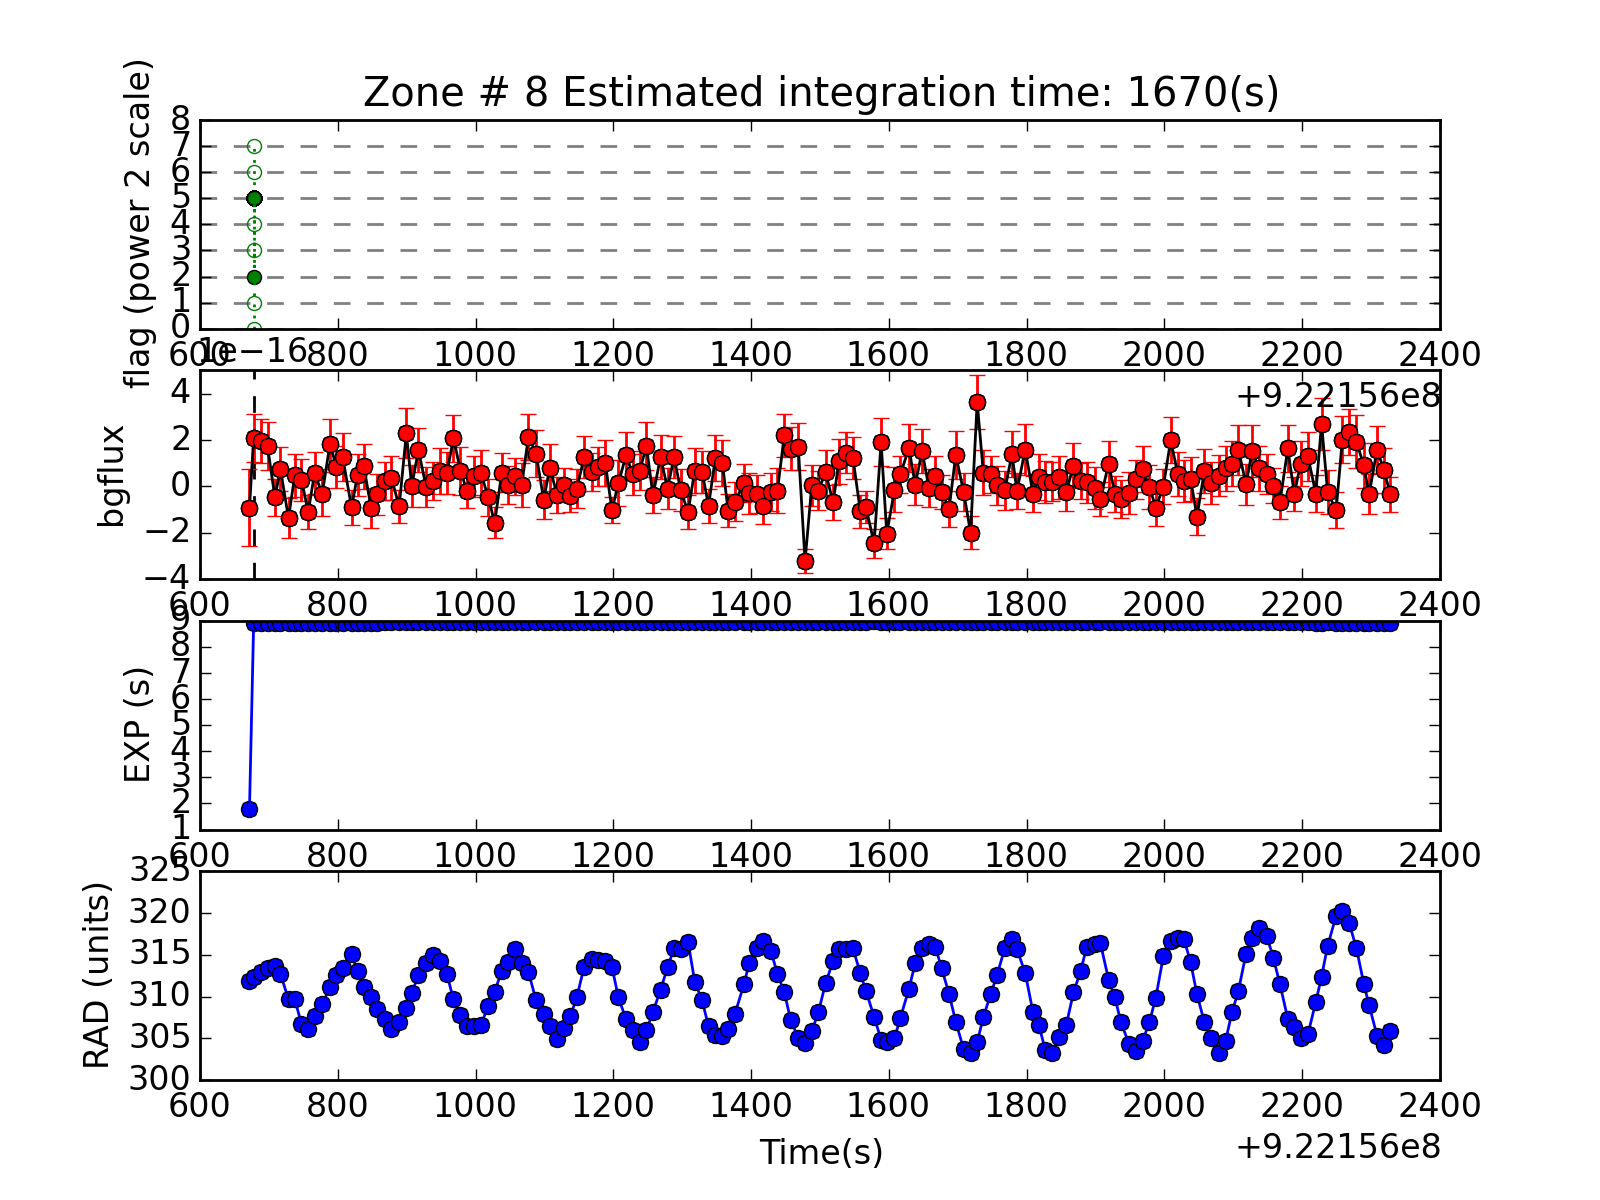 Zone # 8 Estimated integration time: 1670(s)
flag (power 2 scale)
8
7
6
5
4
3
2
1
0
600 800 1000 1200 1400 1600 1800 2000 2200 2400
1e−16
+9.22156e8
bgflux
4
2
0
−2
−4
600 800 1000 1200 1400 1600 1800 2000 2200 2400
EXP (s)
9
8
7
6
5
4
3
2
1
600 800 1000 1200 1400 1600 1800 2000 2200 2400
RAD (units)
325
320
315
310
305
300
600 800 1000 1200 1400 1600 1800 2000 2200 2400
Time(s)
+9.22156e8